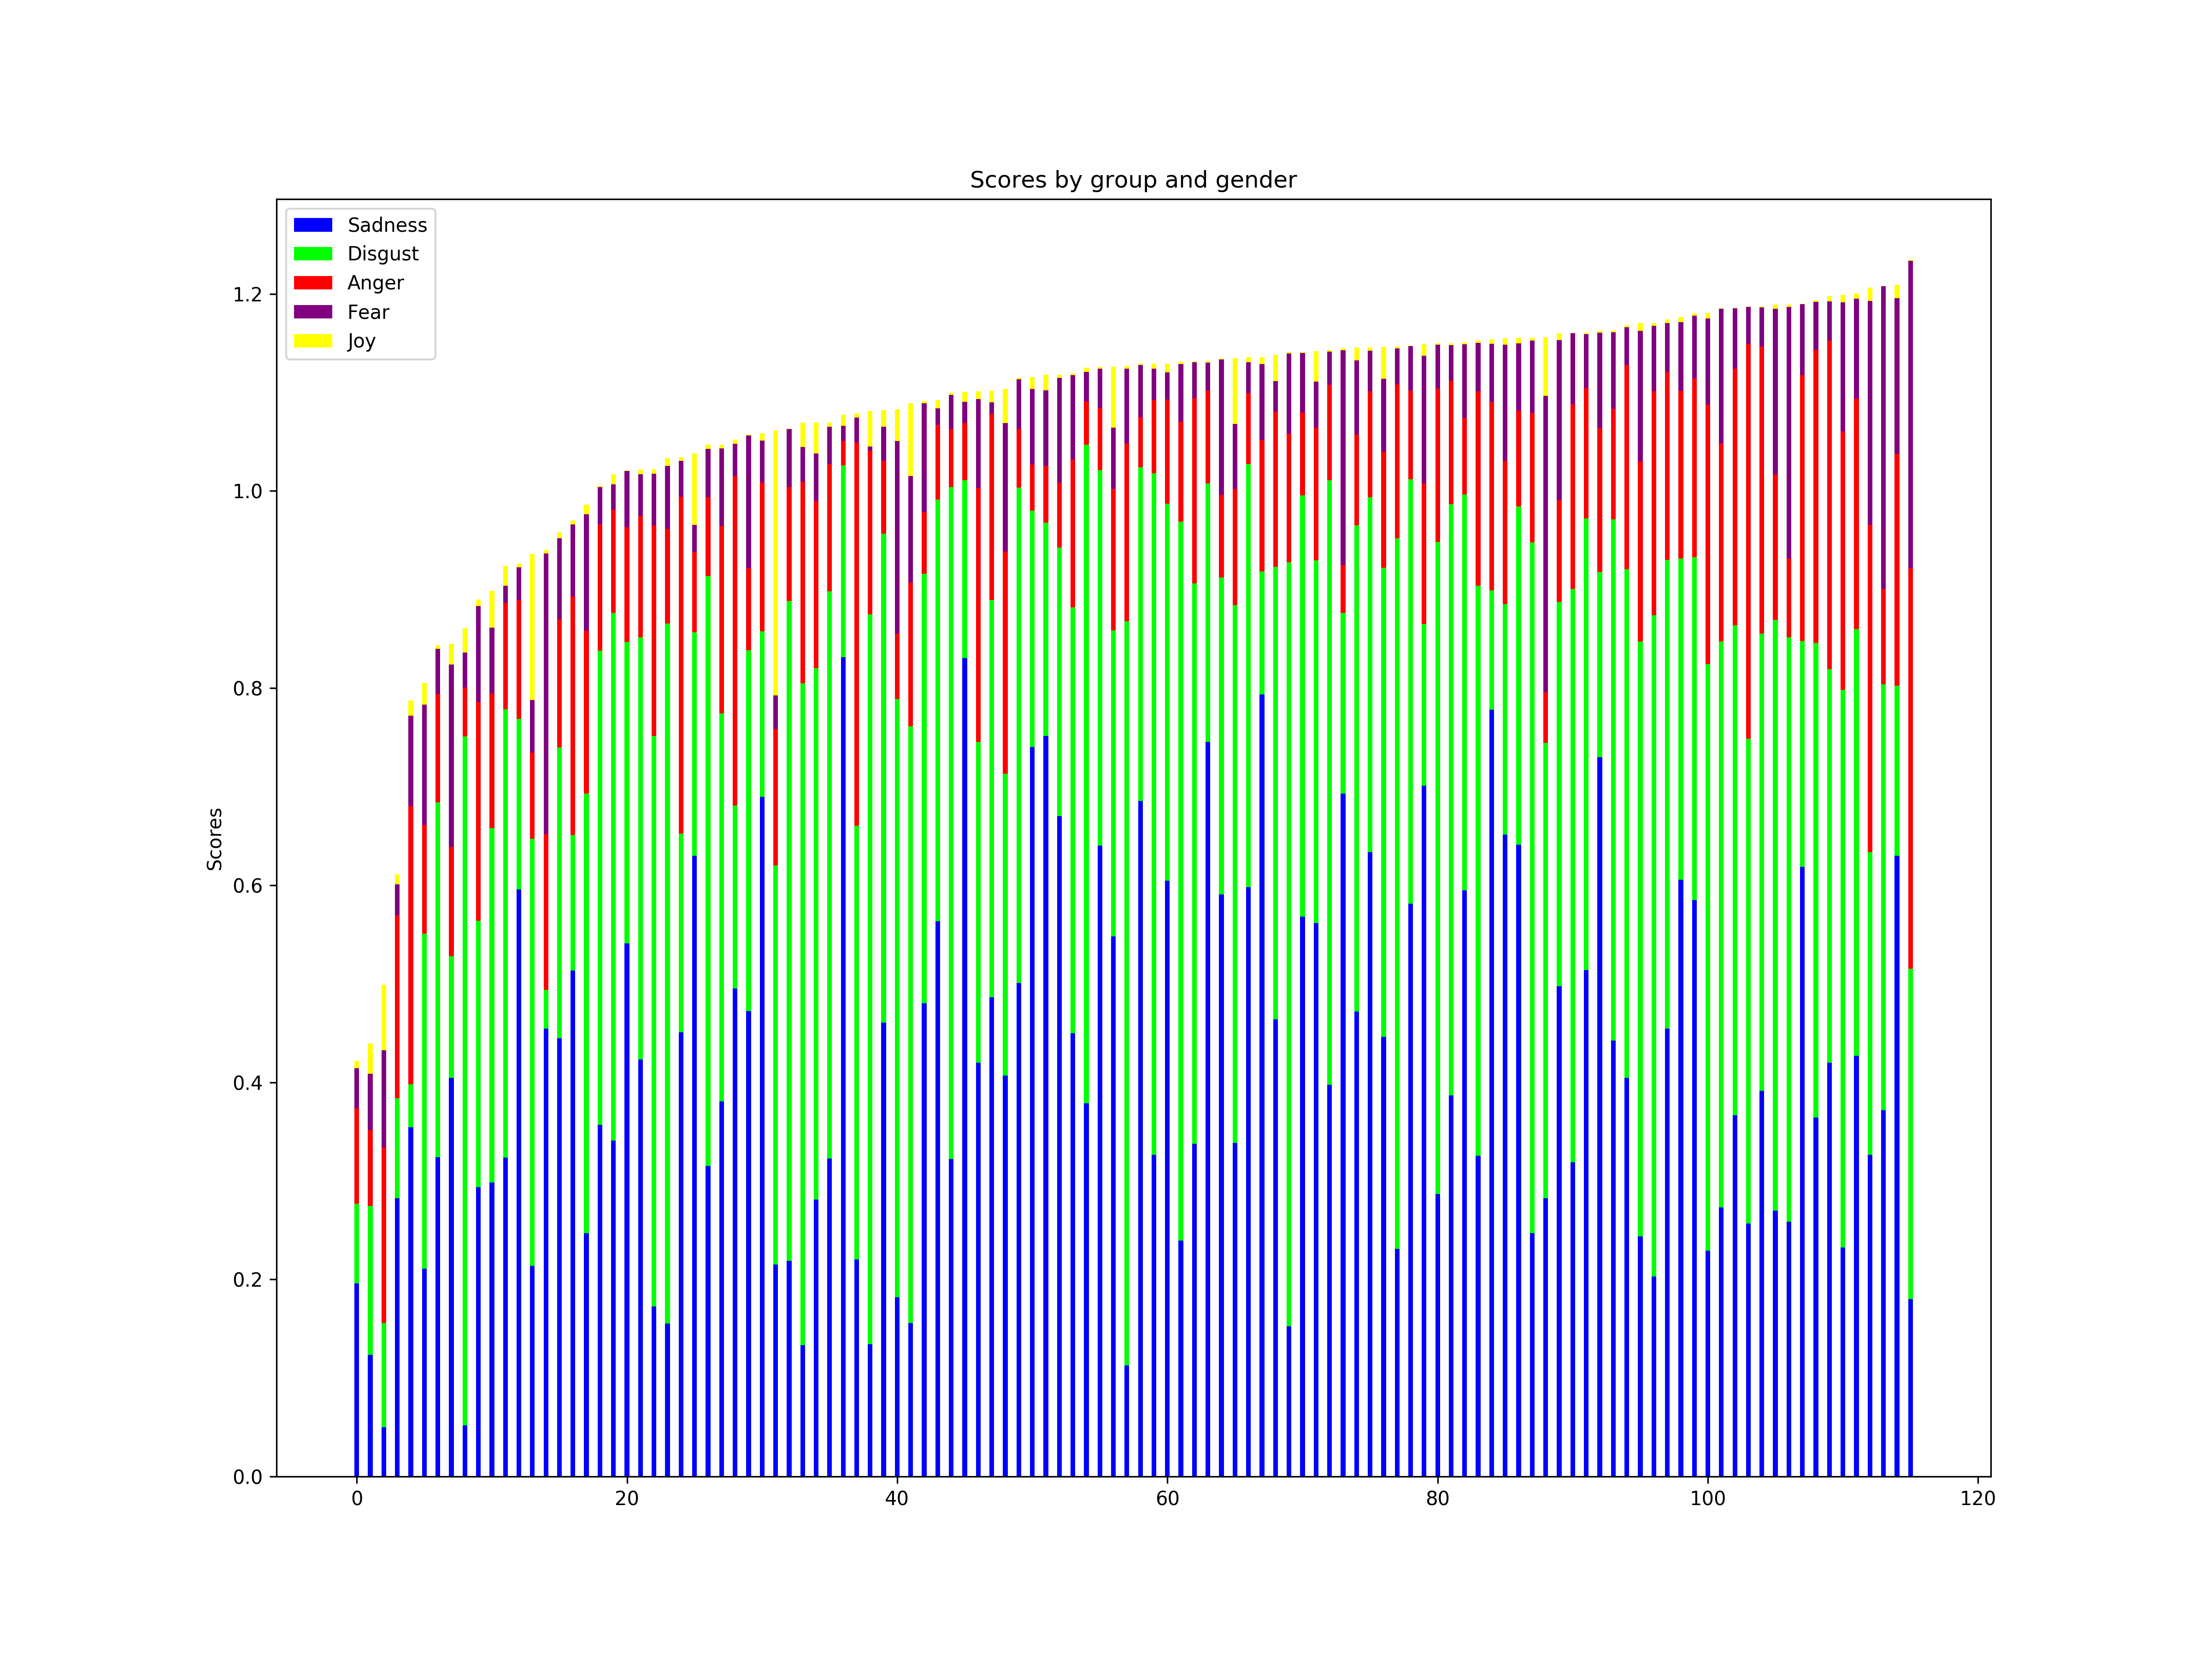 Scores by group and gender
Sadness
Disgust
Anger
Fear
Joy
Scores
1.2
1.0
0.8
0.6
0.4
0.2
0.0
0 20 40 60 80 100 120